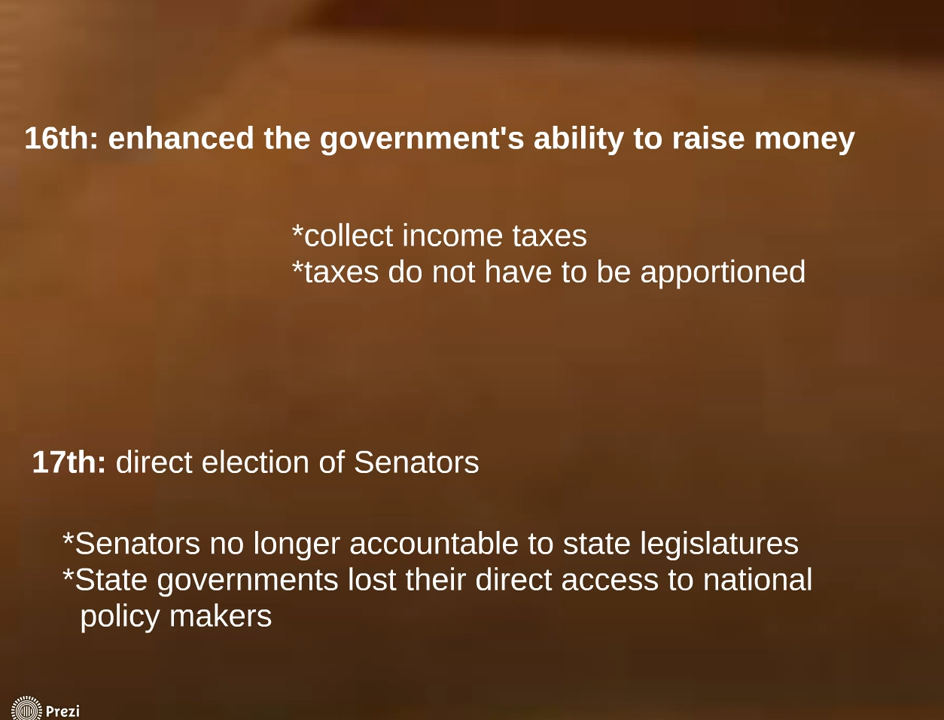 16th: enhanced the government's ability to raise money
*collect income taxes
*taxes do not have to be apportioned
17th: direct election of Senators
*Senators no longer accountable to state legislatures
*State governments lost their direct access to national
policy makers
Prezi